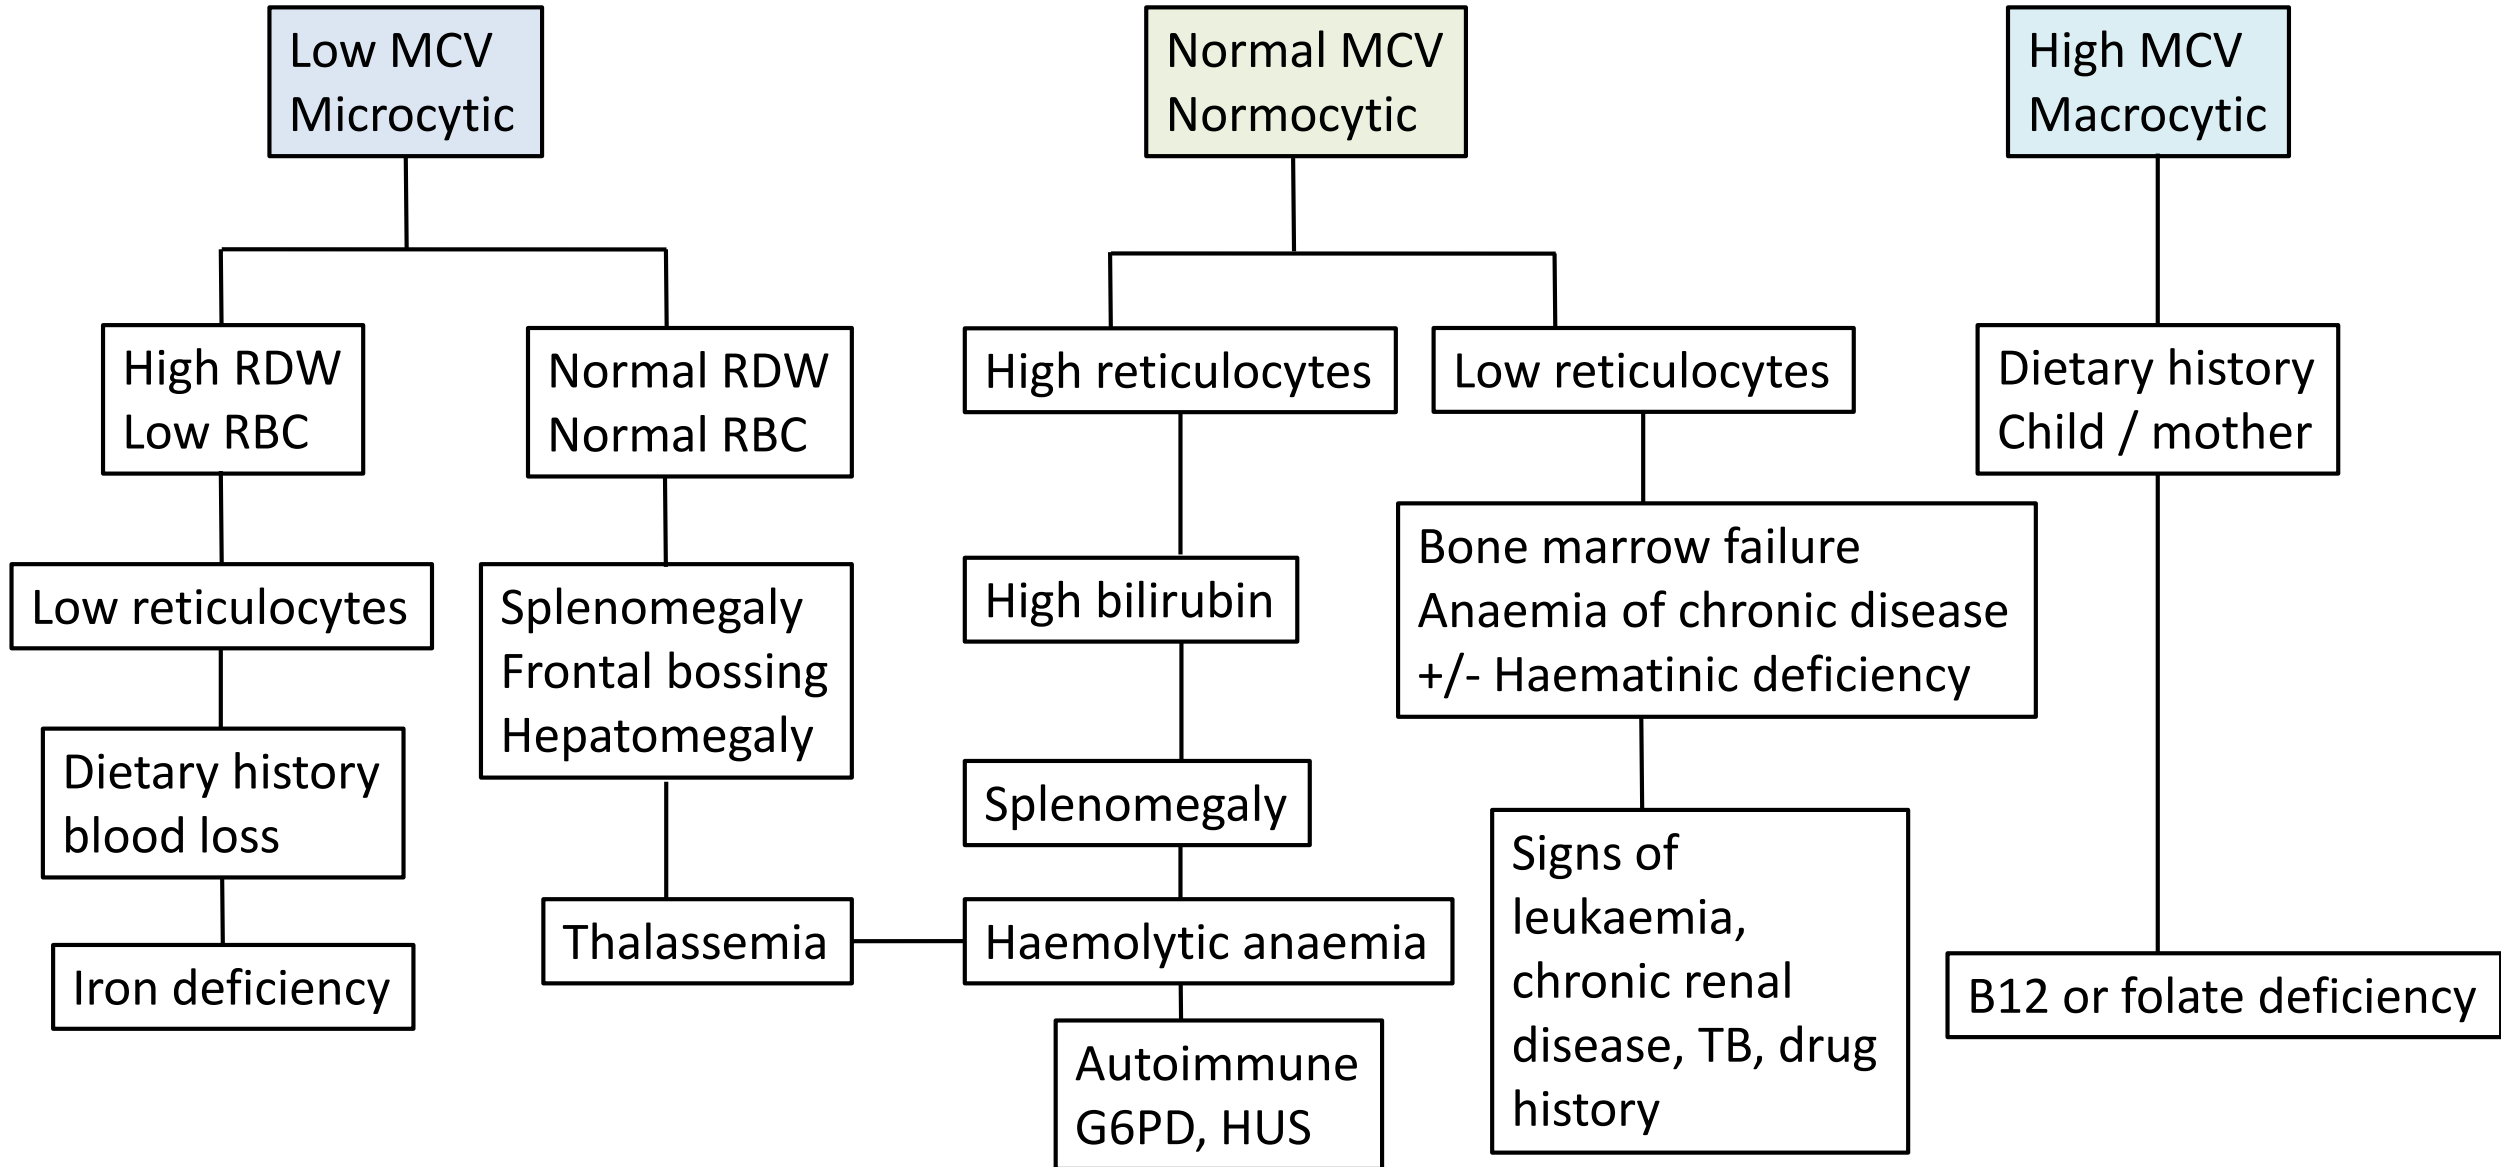 Low MCV
Microcytic
Normal MCV
Normocytic
High MCV
Macrocytic
High RDW
Low RBC
Normal RDW
Normal RBC
High reticulocytes
Low reticulocytes
Dietary history
Child / mother
Low reticulocytes
Splenomegaly
Frontal bossing
Hepatomegaly
High bilirubin
Bone marrow failure
Anaemia of chronic disease
+/- Haematinic deficiency
Dietary history
blood loss
Splenomegaly
Signs of
leukaemia,
chronic renal
disease, TB, drug
history
Iron deficiency
Thalassemia
Haemolytic anaemia
B12 or folate deficiency
Autoimmune
G6PD, HUS